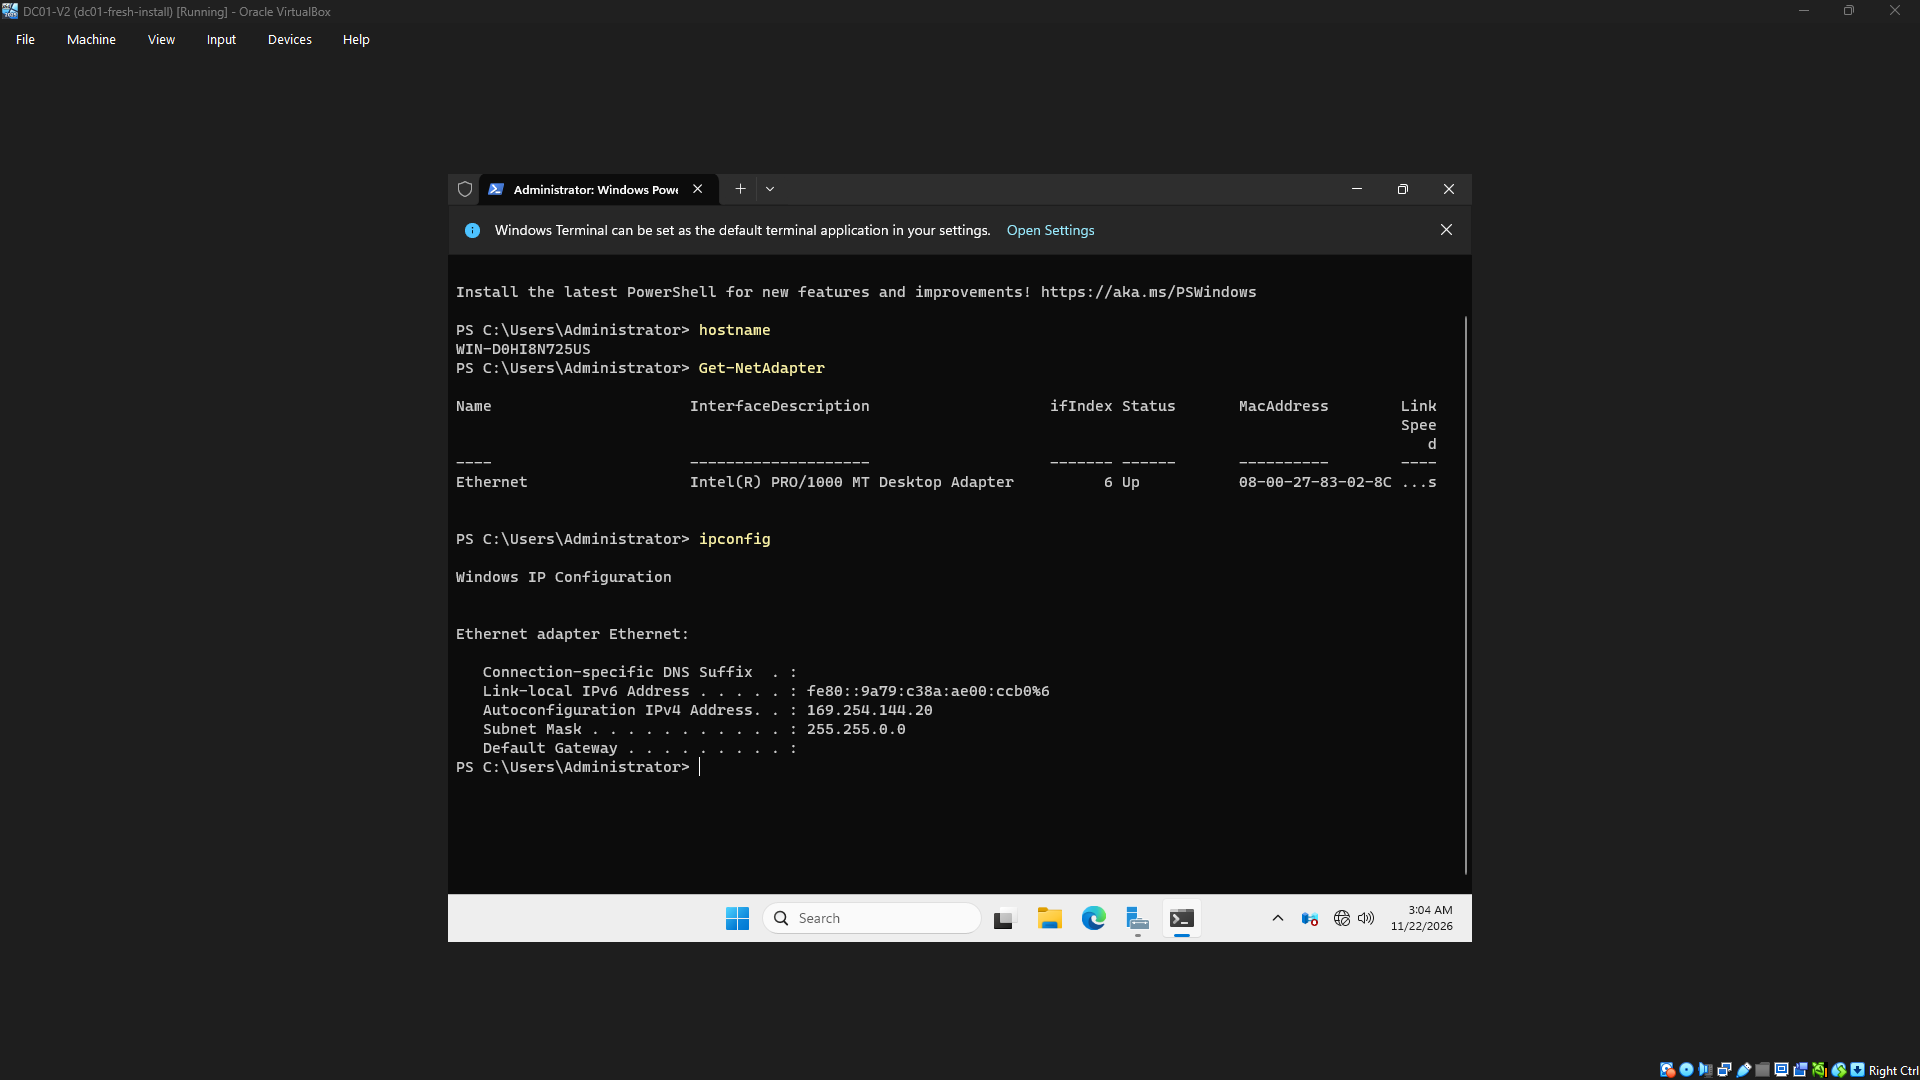 DC01-V2 (dc01-fresh-install) [Running] - Oracle VirtualBox
File Machine View Input Devices Help
Administrator: Windows Powe
Windows Terminal can be set as the default terminal application in your settings. Open Settings
Install the latest PowerShell for new features and improvements! https://aka.ms/PSWindows
PS C:\Users\Administrator> hostname
WIN-D0HI8N725US
PS C:\Users\Administrator> Get-NetAdapter
Name InterfaceDescription ifIndex Status MacAddress Link
Spee
d
---- -------------------- ------- ------ ---------- ----
Ethernet Intel(R) PRO/1000 MT Desktop Adapter 6 Up 08-00-27-83-02-8C ...s
PS C:\Users\Administrator> ipconfig
Windows IP Configuration
Ethernet adapter Ethernet:
Connection-specific DNS Suffix . :
Link-local IPv6 Address . . . . . : fe80::9a79:c38a:ae00:ccb0%6
Autoconfiguration IPv4 Address. . : 169.254.144.20
Subnet Mask . . . . . . . . . . . : 255.255.0.0
Default Gateway . . . . . . . . . :
PS C:\Users\Administrator>
Search
3:04 AM
11/22/2026
Right Ctrl